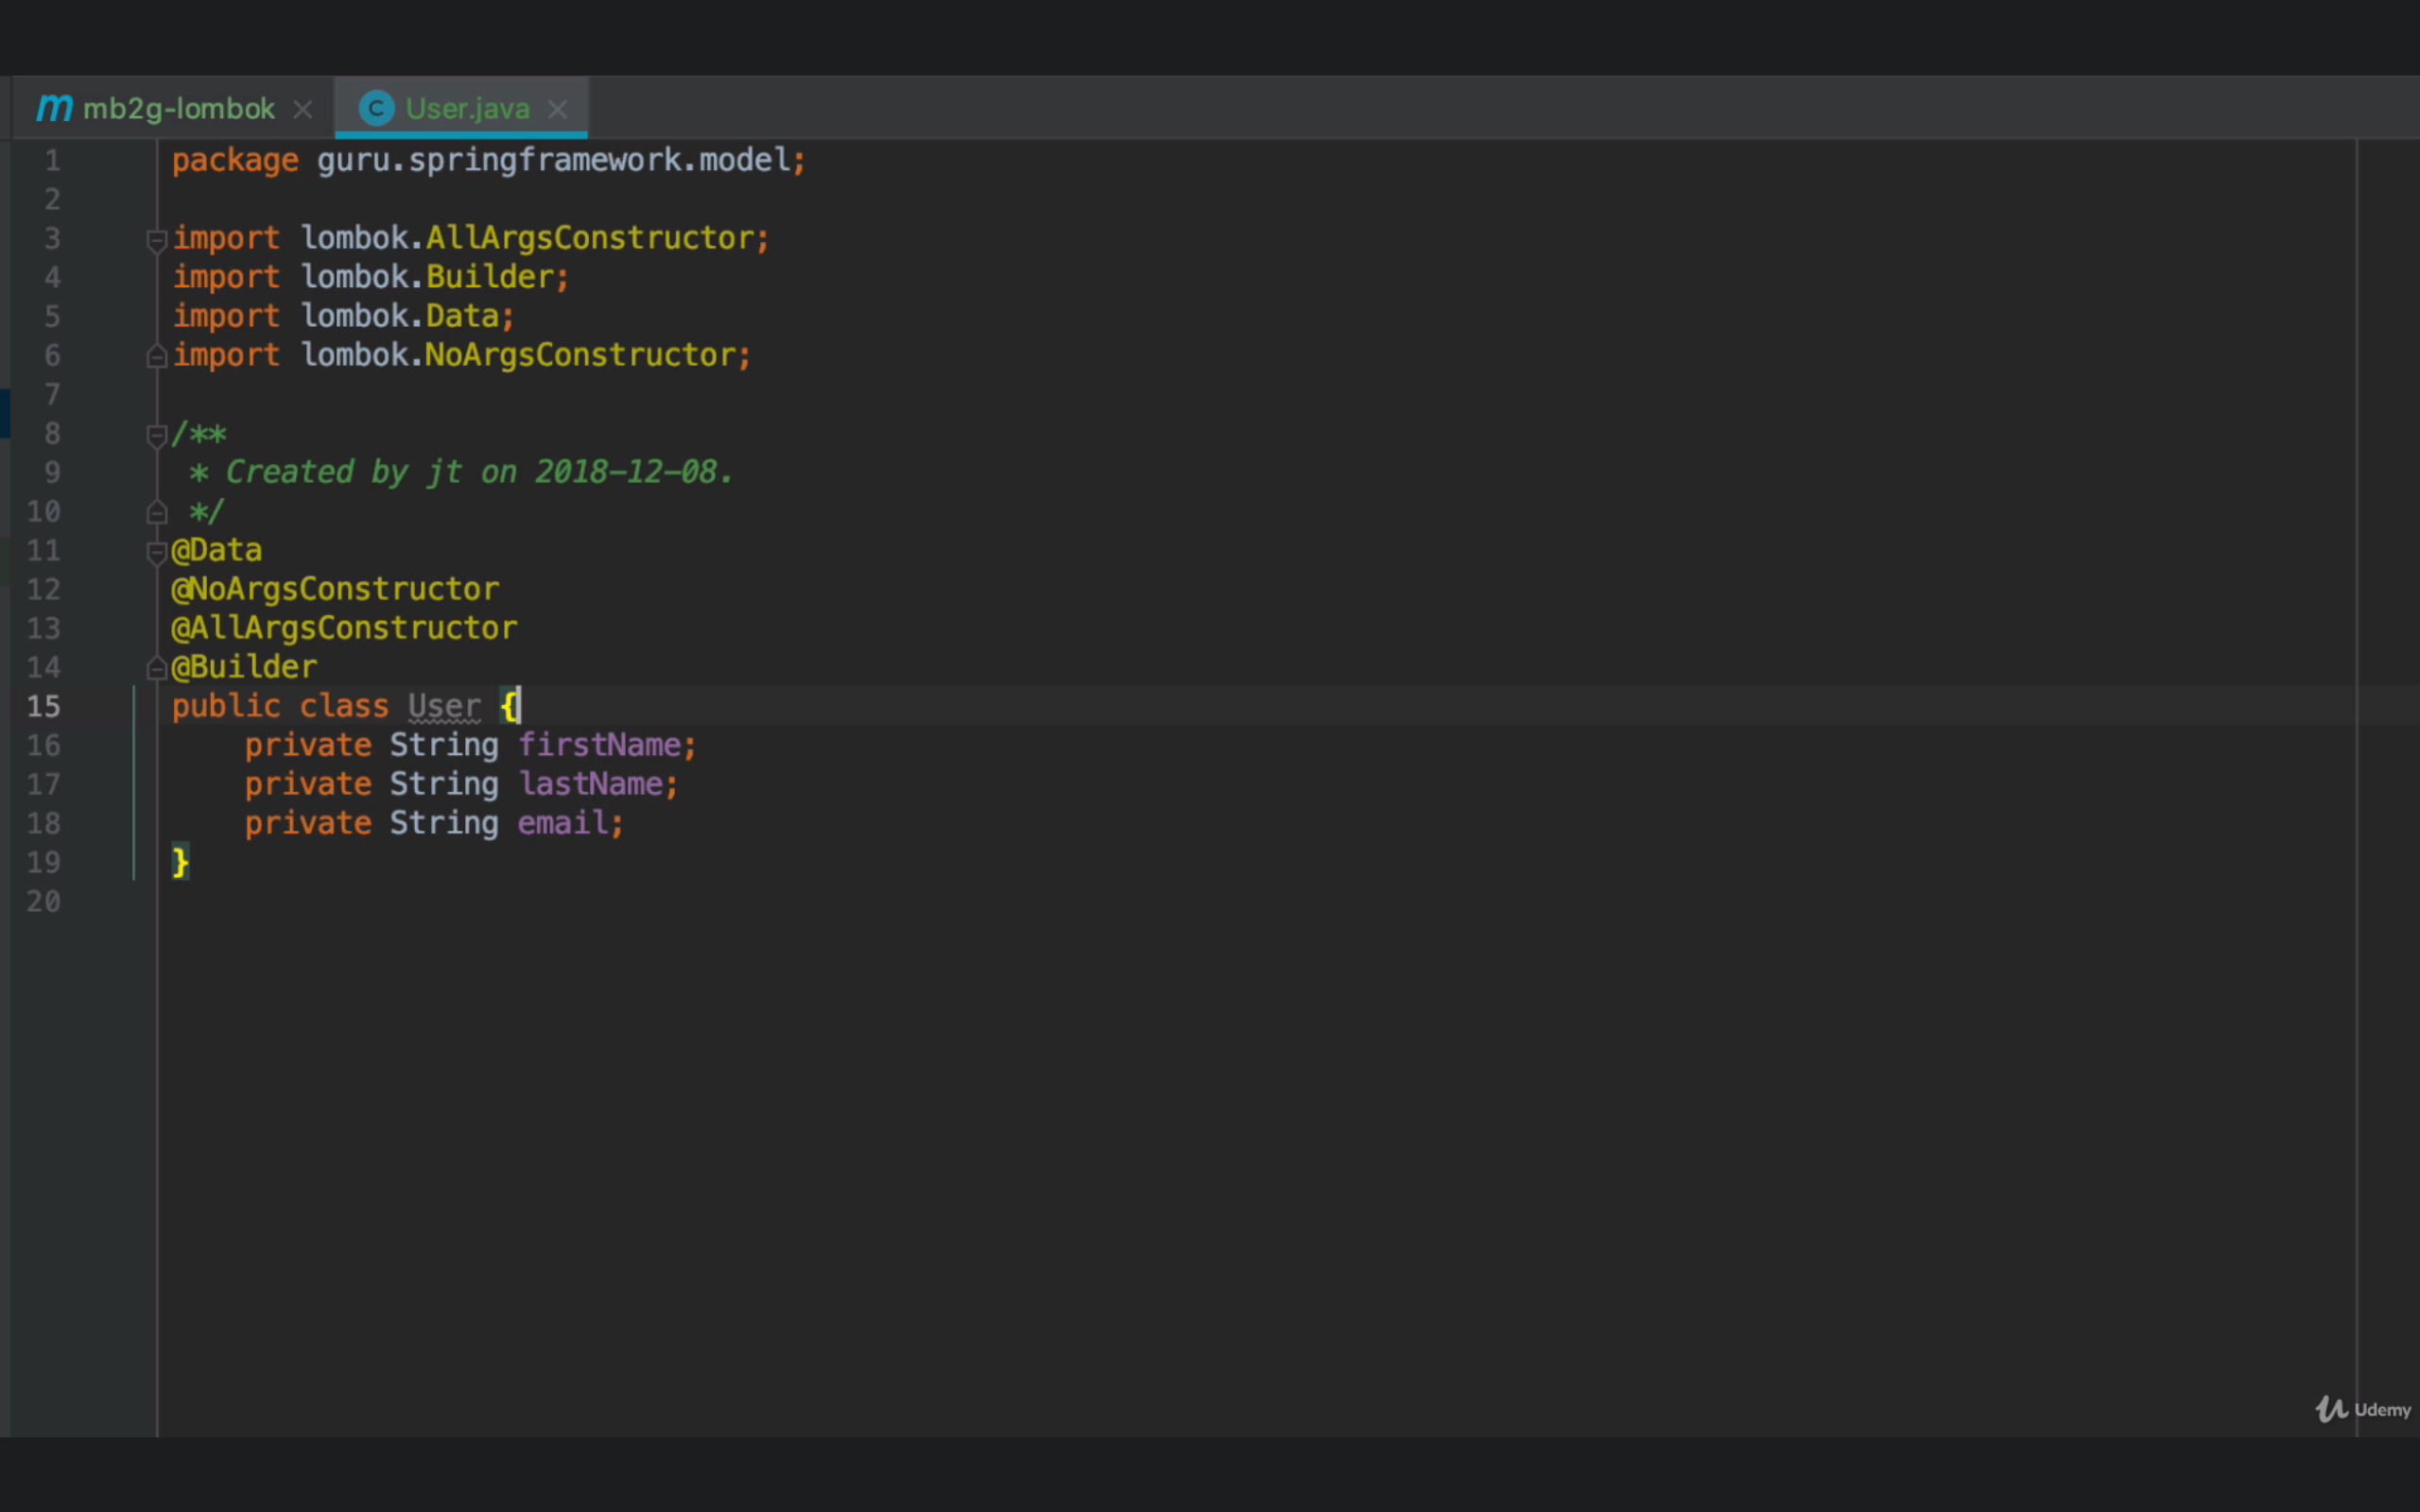 mb2g-lombok
User.java
1 package guru.springframework.model;
2
3 import lombok.AllArgsConstructor;
4 import lombok.Builder;
5 import lombok.Data;
6 import lombok.NoArgsConstructor;
7
8 /**
9  * Created by jt on 2018-12-08.
10  */
11 @Data
12 @NoArgsConstructor
13 @AllArgsConstructor
14 @Builder
15 public class User {
16     private String firstName;
17     private String lastName;
18     private String email;
19 }
20
Udemy